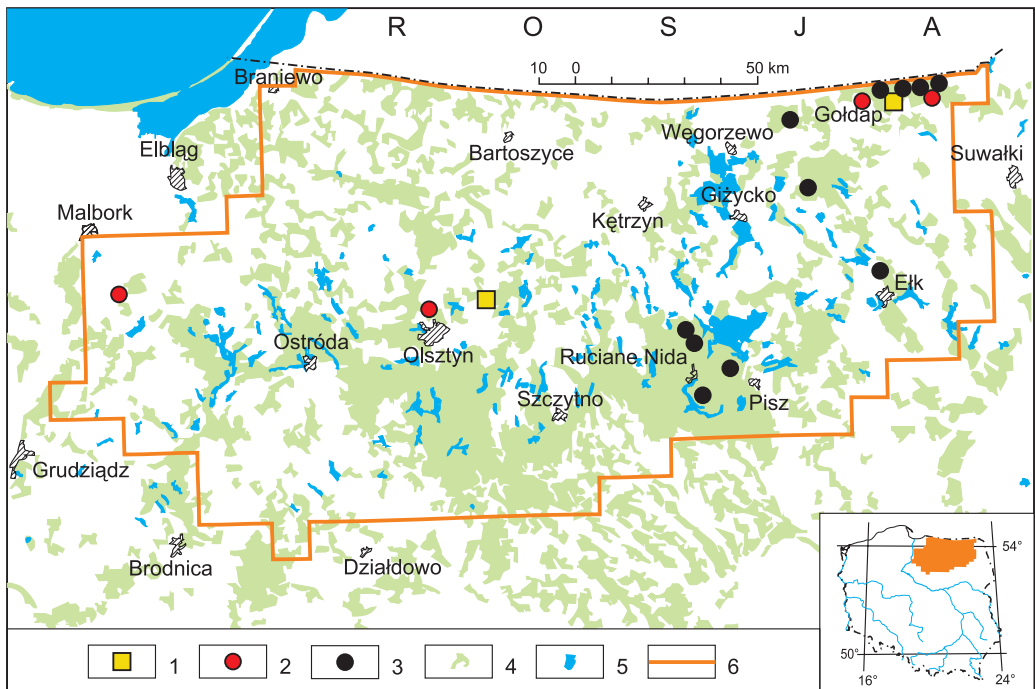 R O S J A
Braniewo
10 0 50 km
Gołdap
Węgorzewo
Bartoszyce
Suwałki
Elbląg
Giżycko
Malbork
Kętrzyn
Ełk
Ostróda
Olsztyn
Ruciane Nida
Pisz
Szczytno
Grudziądz
Brodnica
Działdowo
54°
50°
16°
24°
1 2 3 4 5 6